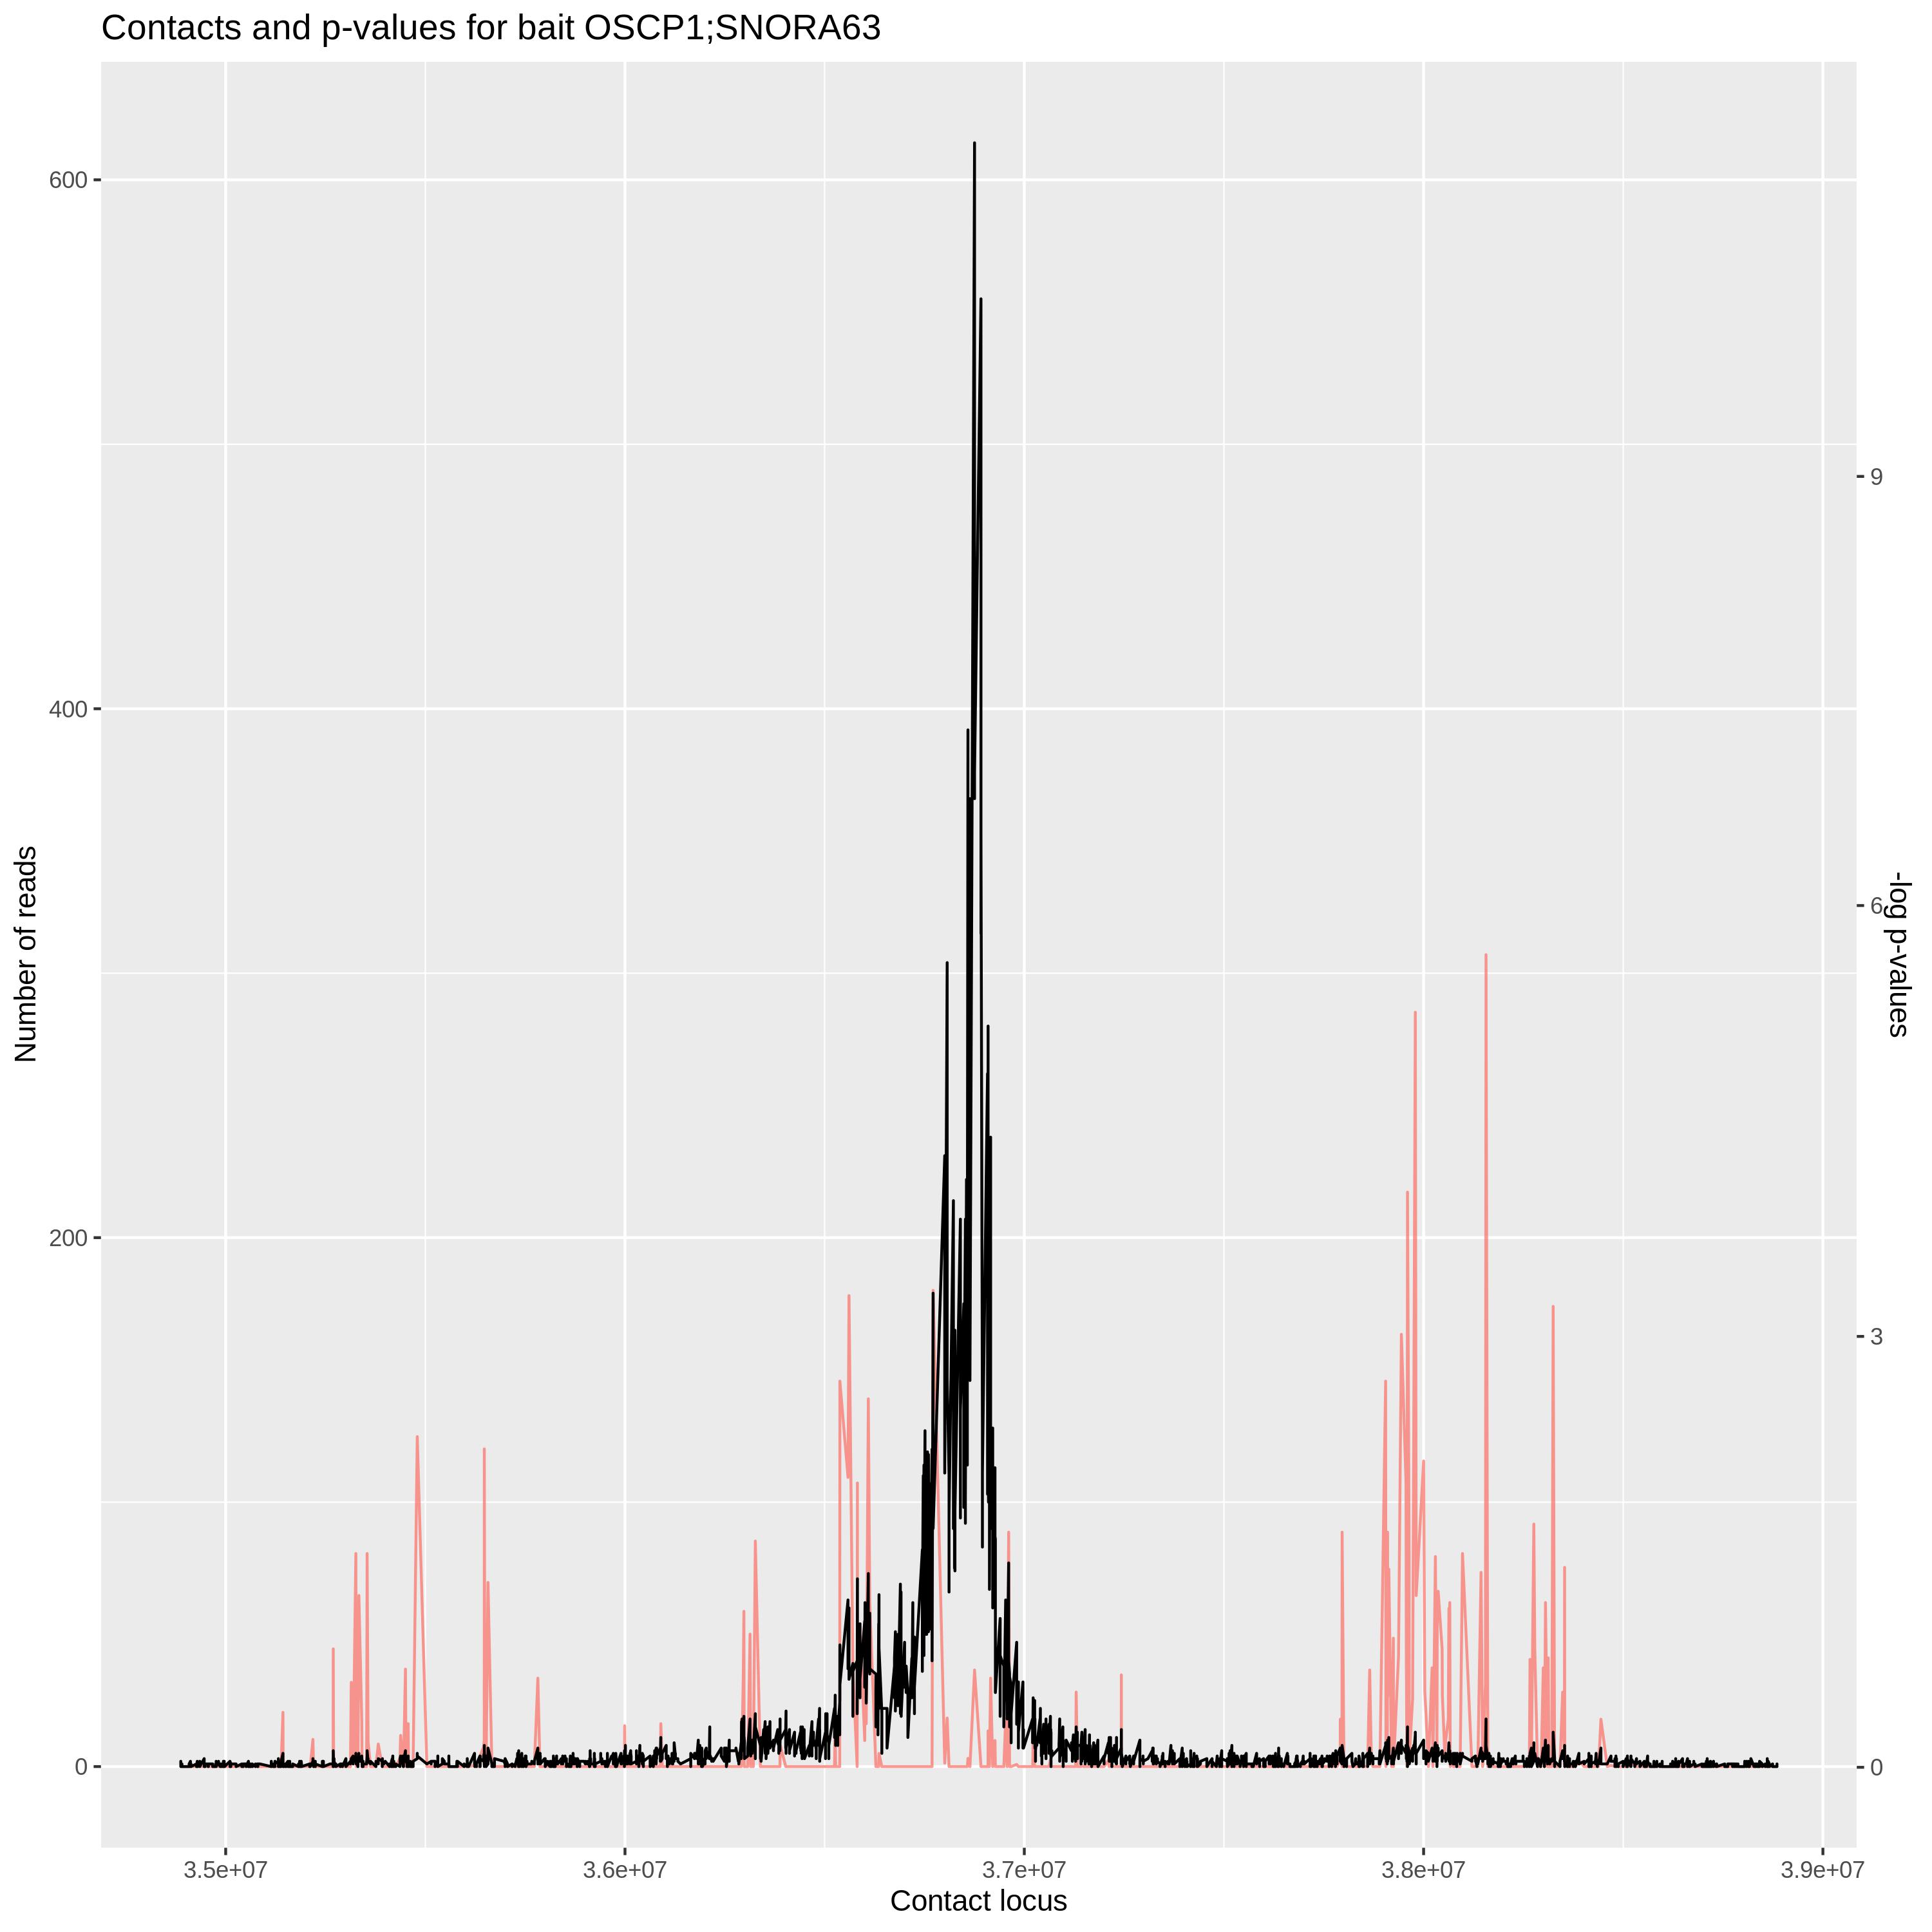 Contacts and p-values for bait OSCP1;SNORA63
600
400
200
0
Number of reads
9
6
3
0
-log p-values
3.5e+07
3.6e+07
3.7e+07
3.8e+07
3.9e+07
Contact locus